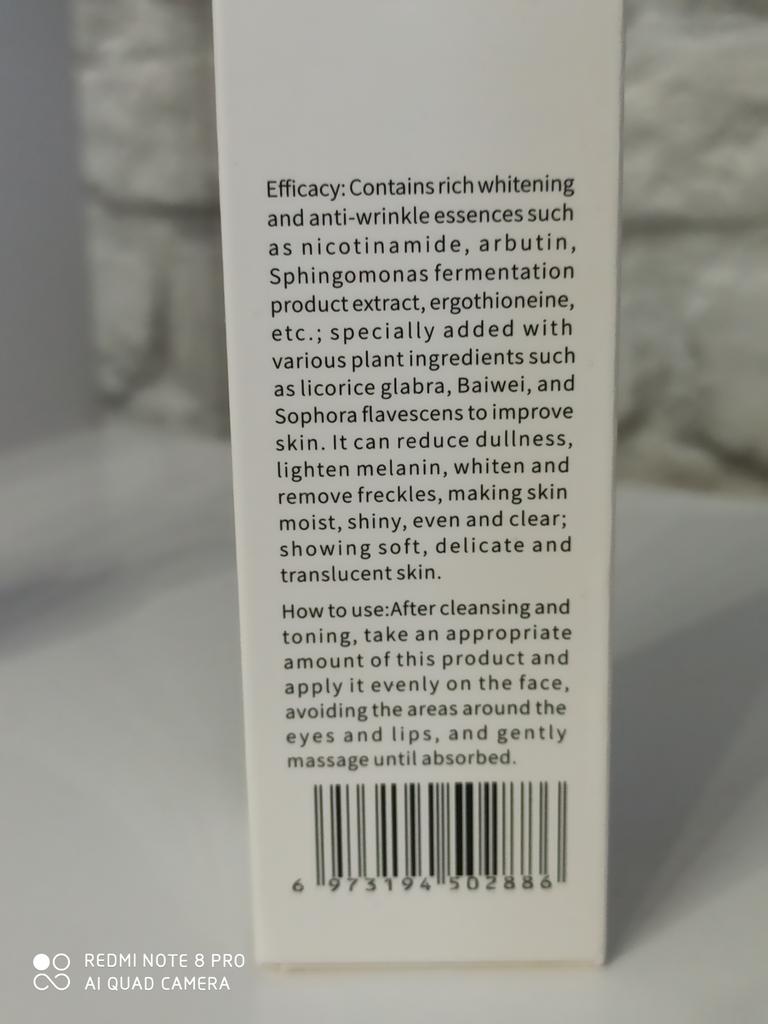 Efficacy: Contains rich whitening
and anti-wrinkle essences such
as nicotinamide, arbutin,
Sphingomonas fermentation
product extract, ergothioneine,
etc.; specially added with
various plant ingredients such
as licorice glabra, Baiwei, and
Sophora flavescens to improve
skin. It can reduce dullness,
lighten melanin, whiten and
remove freckles, making skin
moist, shiny, even and clear;
showing soft, delicate and
translucent skin.
How to use:After cleansing and
toning, take an appropriate
amount of this product and
apply it evenly on the face,
avoiding the areas around the
eyes and lips, and gently
massage until absorbed.
6 973194 502886
REDMI NOTE 8 PRO
AI QUAD CAMERA